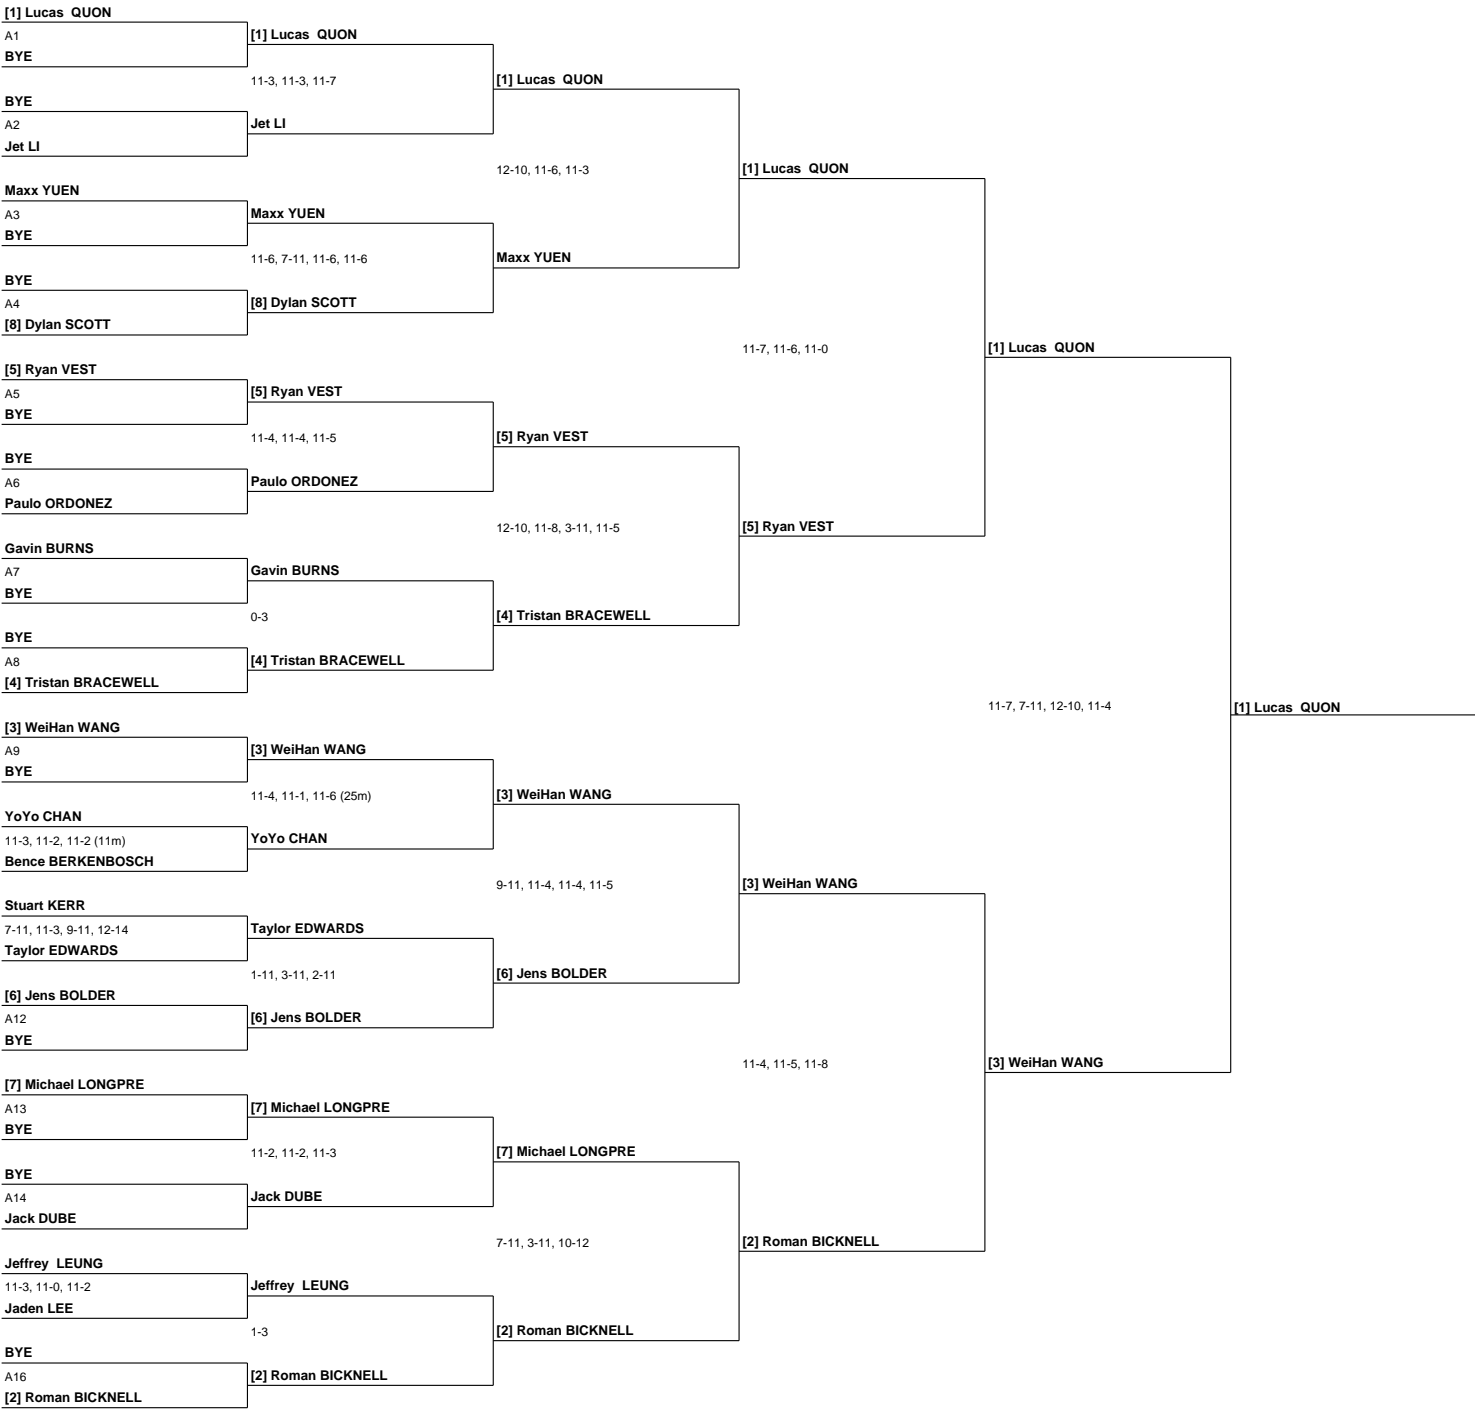 [1] Lucas  QUON
A1
BYE
BYE
A2
Jet LI
Maxx YUEN
A3
BYE
BYE
A4
[8] Dylan SCOTT
[5] Ryan VEST
A5
BYE
BYE
A6
Paulo ORDONEZ
Gavin BURNS
A7
BYE
BYE
A8
[4] Tristan BRACEWELL
[3] WeiHan WANG
A9
BYE
YoYo CHAN
11-3, 11-2, 11-2 (11m)
Bence BERKENBOSCH
Stuart KERR
7-11, 11-3, 9-11, 12-14
Taylor EDWARDS
[6] Jens BOLDER
A12
BYE
[7] Michael LONGPRE
A13
BYE
BYE
A14
Jack DUBE
Jeffrey  LEUNG
11-3, 11-0, 11-2
Jaden LEE
BYE
A16
[2] Roman BICKNELL
[1] Lucas  QUON
11-3, 11-3, 11-7
Jet LI
Maxx YUEN
11-6, 7-11, 11-6, 11-6
[8] Dylan SCOTT
[5] Ryan VEST
11-4, 11-4, 11-5
Paulo ORDONEZ
Gavin BURNS
0-3
[4] Tristan BRACEWELL
[3] WeiHan WANG
11-4, 11-1, 11-6 (25m)
YoYo CHAN
Taylor EDWARDS
1-11, 3-11, 2-11
[6] Jens BOLDER
[7] Michael LONGPRE
11-2, 11-2, 11-3
Jack DUBE
Jeffrey  LEUNG
1-3
[2] Roman BICKNELL
[1] Lucas  QUON
12-10, 11-6, 11-3
Maxx YUEN
[5] Ryan VEST
12-10, 11-8, 3-11, 11-5
[4] Tristan BRACEWELL
[3] WeiHan WANG
9-11, 11-4, 11-4, 11-5
[6] Jens BOLDER
[7] Michael LONGPRE
7-11, 3-11, 10-12
[2] Roman BICKNELL
[1] Lucas  QUON
11-7, 11-6, 11-0
[5] Ryan VEST
[3] WeiHan WANG
11-4, 11-5, 11-8
[2] Roman BICKNELL
[1] Lucas  QUON
11-7, 7-11, 12-10, 11-4
[3] WeiHan WANG
[1] Lucas  QUON